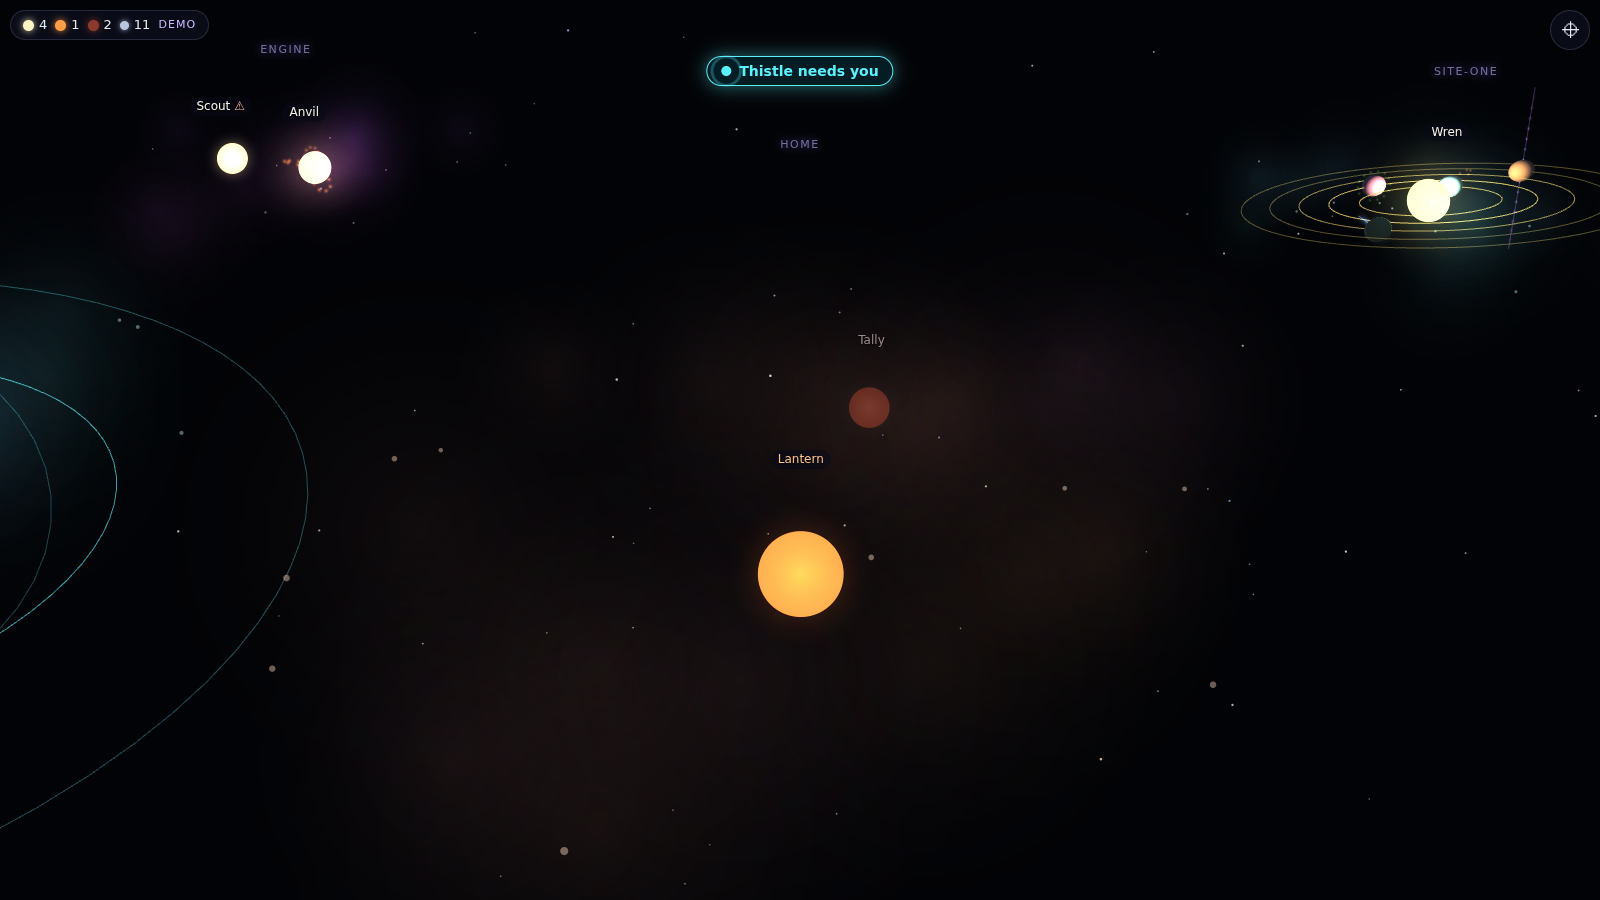 4 1 2 11 DEMO
ENGINE
Thistle needs you
SITE-ONE
Scout ⚠
Anvil
Wren
HOME
Tally
Lantern